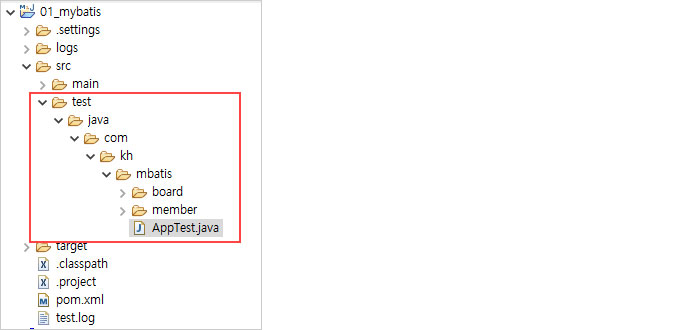 01_mybatis
.settings
logs
src
main
test
java
com
kh
mbatis
board
member
AppTest.java
target
.classpath
.project
pom.xml
test.log